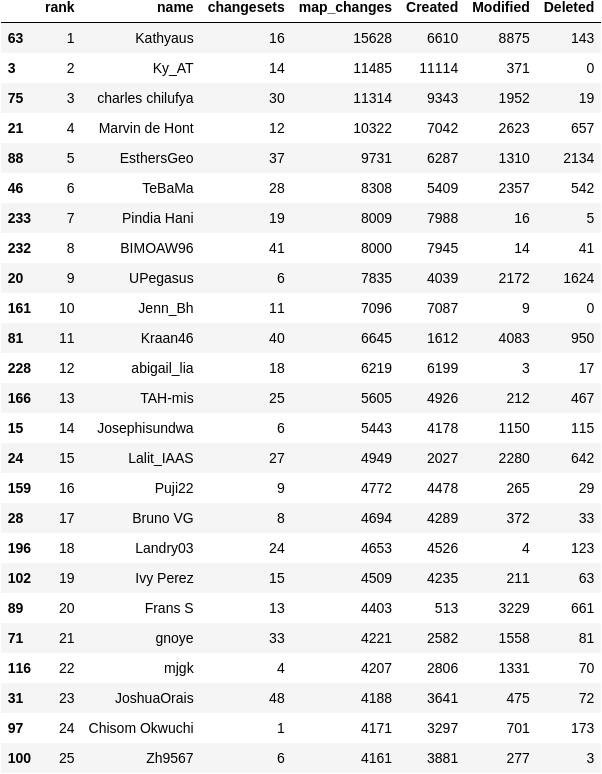 rank name changesets map_changes Created Modified Deleted
63 1 Kathyaus 16 15628 6610 8875 143
3 2 Ky_AT 14 11485 11114 371 0
75 3 charles chilufya 30 11314 9343 1952 19
21 4 Marvin de Hont 12 10322 7042 2623 657
88 5 EsthersGeo 37 9731 6287 1310 2134
46 6 TeBaMa 28 8308 5409 2357 542
233 7 Pindia Hani 19 8009 7988 16 5
232 8 BIMOAW96 41 8000 7945 14 41
20 9 UPegasus 6 7835 4039 2172 1624
161 10 Jenn_Bh 11 7096 7087 9 0
81 11 Kraan46 40 6645 1612 4083 950
228 12 abigail_lia 18 6219 6199 3 17
166 13 TAH-mis 25 5605 4926 212 467
15 14 Josephisundwa 6 5443 4178 1150 115
24 15 Lalit_IAAS 27 4949 2027 2280 642
159 16 Puji22 9 4772 4478 265 29
28 17 Bruno VG 8 4694 4289 372 33
196 18 Landry03 24 4653 4526 4 123
102 19 Ivy Perez 15 4509 4235 211 63
89 20 Frans S 13 4403 513 3229 661
71 21 gnoye 33 4221 2582 1558 81
116 22 mjgk 4 4207 2806 1331 70
31 23 JoshuaOrais 48 4188 3641 475 72
97 24 Chisom Okwuchi 1 4171 3297 701 173
100 25 Zh9567 6 4161 3881 277 3